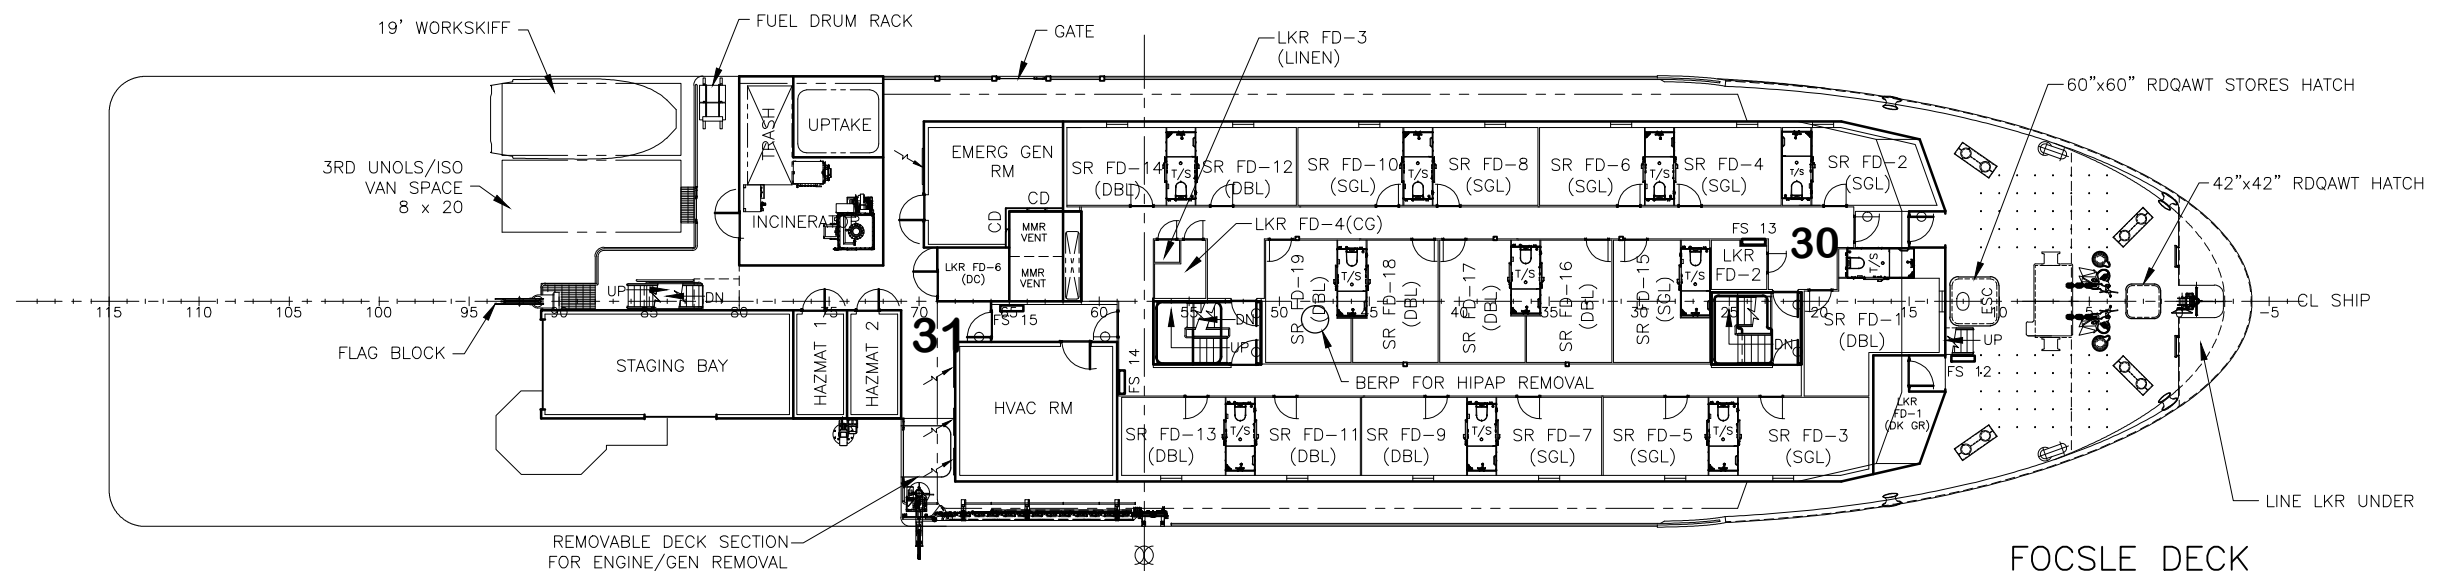 19' WORKSKIFF
FUEL DRUM RACK
GATE
LKR FD-3
(LINEN)
60"x60" RDQAWT STORES HATCH
3RD UNOLS/ISO
VAN SPACE
8 x 20
TRASH
UPTAKE
INCINERATOR
EMERG GEN
RM
SR FD-14
(DBL)
T/S
SR FD-12
(DBL)
SR FD-10
(SGL)
T/S
SR FD-8
(SGL)
SR FD-6
(SGL)
T/S
SR FD-4
(SGL)
T/S
SR FD-2
(SGL)
42"x42" RDQAWT HATCH
CD
CD
MMR
VENT
MMR
VENT
LKR FD-6
(DC)
LKR FD-4(CG)
FS 13
30
LKR
FD-2
T/S
SR FD-19
(DBL)
T/S
SR FD-18
(DBL)
SR FD-17
(DBL)
T/S
SR FD-16
(DBL)
SR FD-15
(SGL)
T/S
UP
DN
ESC
CL SHIP
115
110
105
100
95
90
85
80
75
70
65
60
55
50
45
40
35
30
25
20
15
10
5
-5
FLAG BLOCK
STAGING BAY
HAZMAT 1
HAZMAT 2
31
FS 15
FS 14
DN
UP
DN
SR FD-1
(DBL)
UP
FS 12
BERP FOR HIPAP REMOVAL
HVAC RM
SR FD-13
(DBL)
T/S
SR FD-11
(DBL)
SR FD-9
(DBL)
T/S
SR FD-7
(SGL)
SR FD-5
(SGL)
T/S
SR FD-3
(SGL)
LKR
FD-1
(DK GR)
LINE LKR UNDER
REMOVABLE DECK SECTION
FOR ENGINE/GEN REMOVAL
FOCSLE DECK